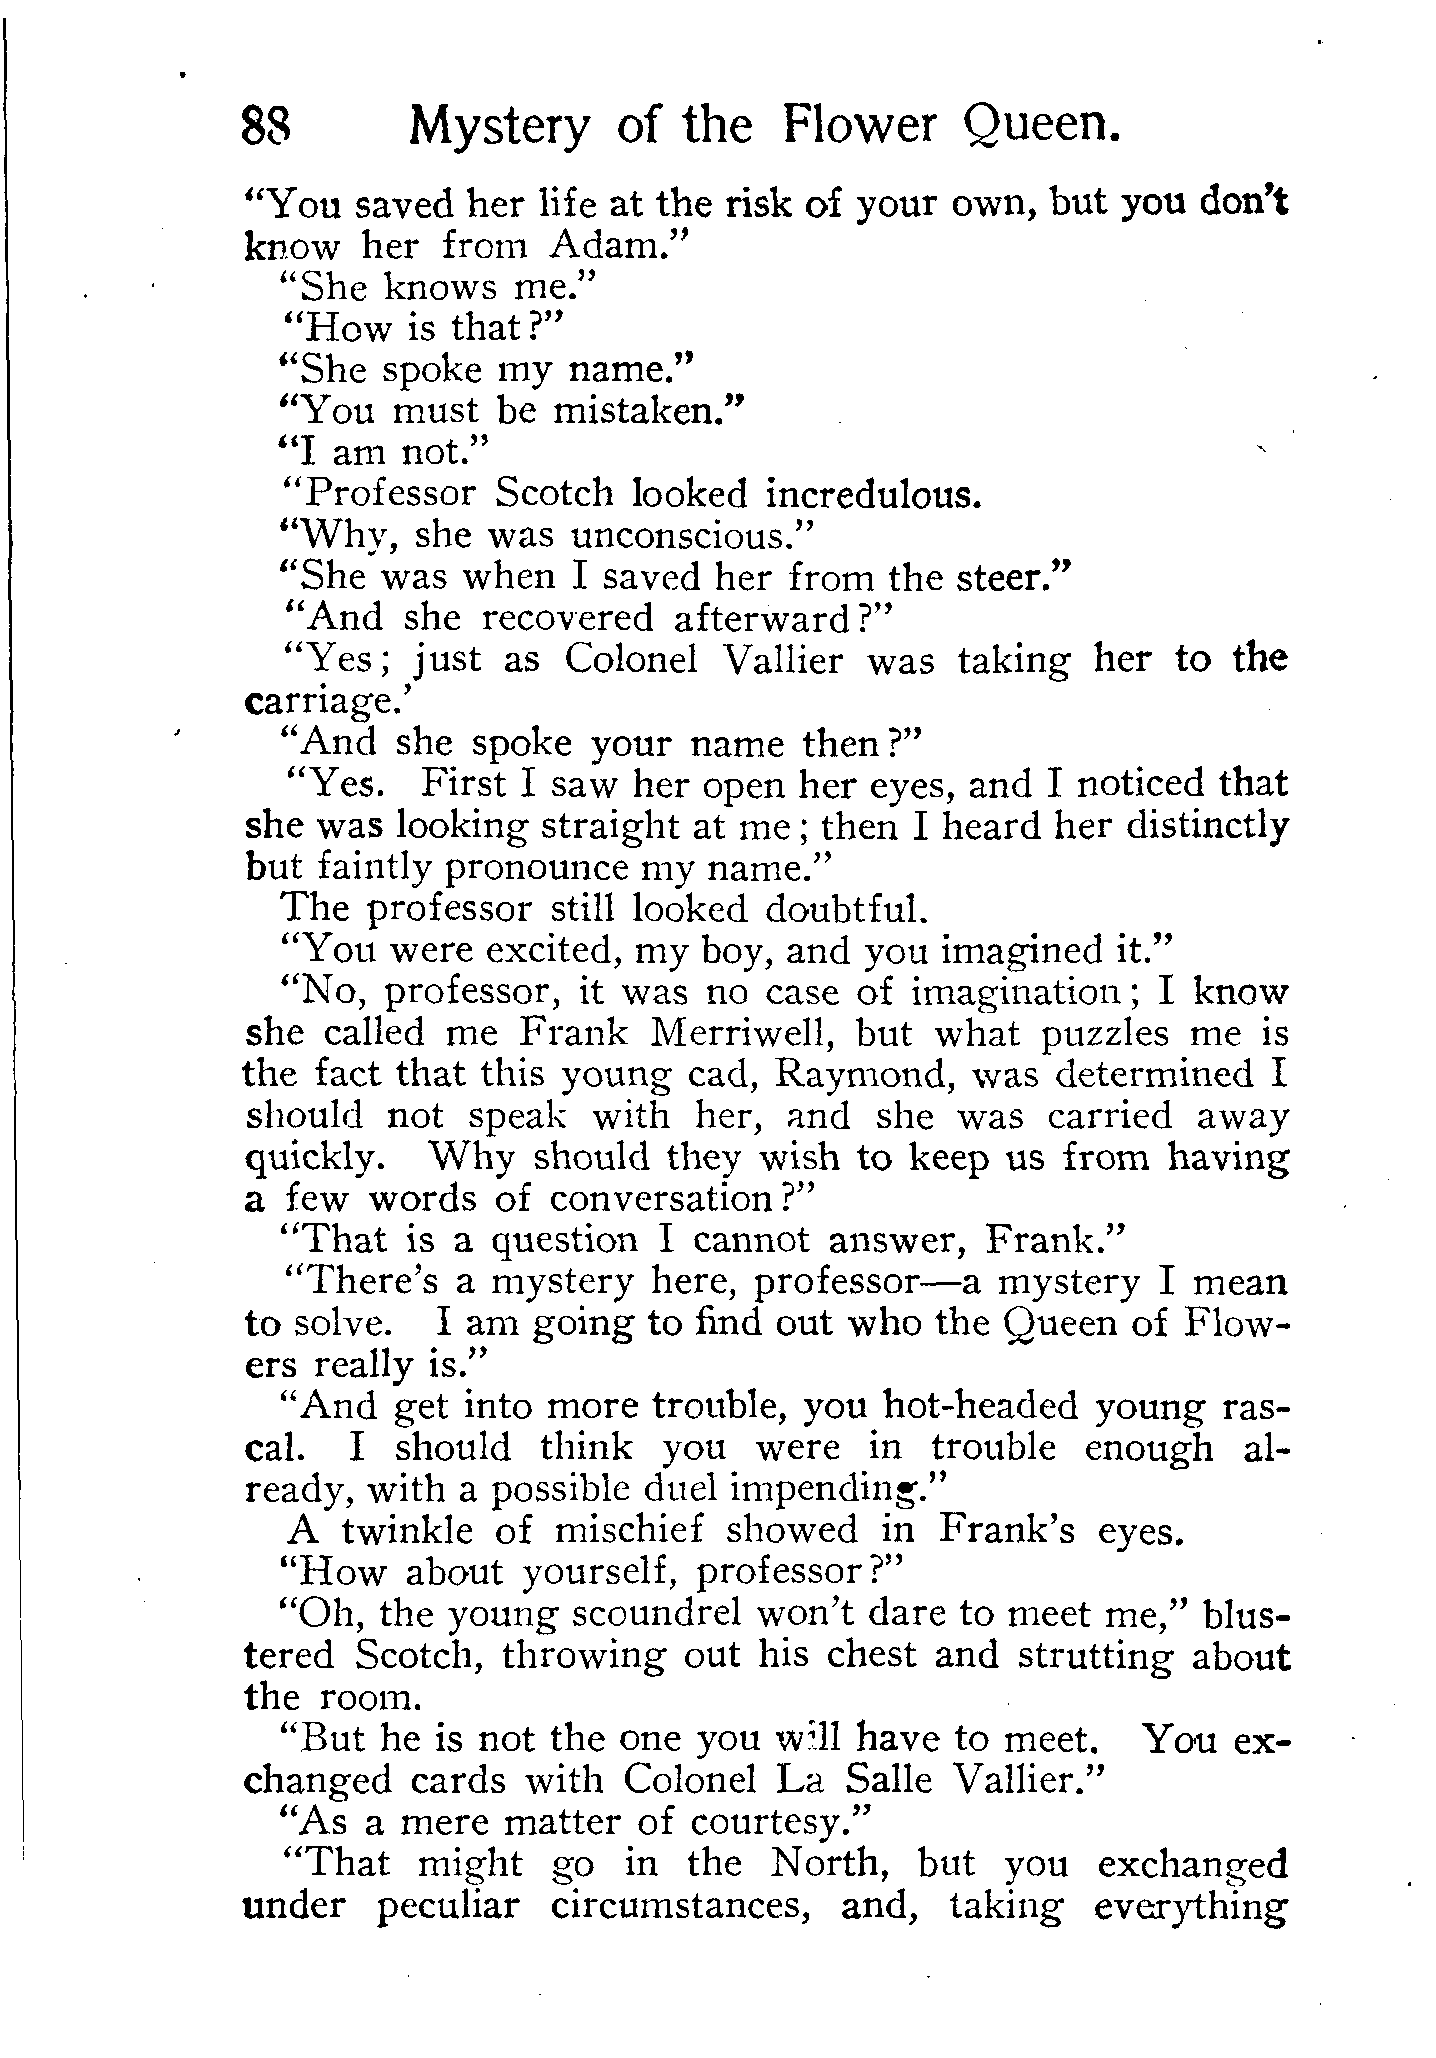 88 Mystery of the Flower Queen.
“You saved her life at the risk of your own, but you don’t
know her from Adam.”
“She knows me.”
“How is that?”
“She spoke my name.”
“You must be mistaken.”
“I am not.”
“Professor Scotch looked incredulous.
“Why, she was unconscious.”
“She was when I saved her from the steer.”
“And she recovered afterward?”
“Yes; just as Colonel Vallier was taking her to the
carriage.’
“And she spoke your name then?”
“Yes. First I saw her open her eyes, and I noticed that
she was looking straight at me; then I heard her distinctly
but faintly pronounce my name.”
The professor still looked doubtful.
“You were excited, my boy, and you imagined it.”
“No, professor, it was no case of imagination; I know
she called me Frank Merriwell, but what puzzles me is
the fact that this young cad, Raymond, was determined I
should not speak with her, and she was carried away
quickly. Why should they wish to keep us from having
a few words of conversation?”
“That is a question I cannot answer, Frank.”
“There’s a mystery here, professor—a mystery I mean
to solve. I am going to find out who the Queen of Flow-
ers really is.”
“And get into more trouble, you hot-headed young ras-
cal. I should think you were in trouble enough al-
ready, with a possible duel impending.”
A twinkle of mischief showed in Frank’s eyes.
“How about yourself, professor?”
“Oh, the young scoundrel won’t dare to meet me,” blus-
tered Scotch, throwing out his chest and strutting about
the room.
“But he is not the one you will have to meet. You ex-
changed cards with Colonel La Salle Vallier.”
“As a mere matter of courtesy.”
“That might go in the North, but you exchanged
under peculiar circumstances, and, taking everything